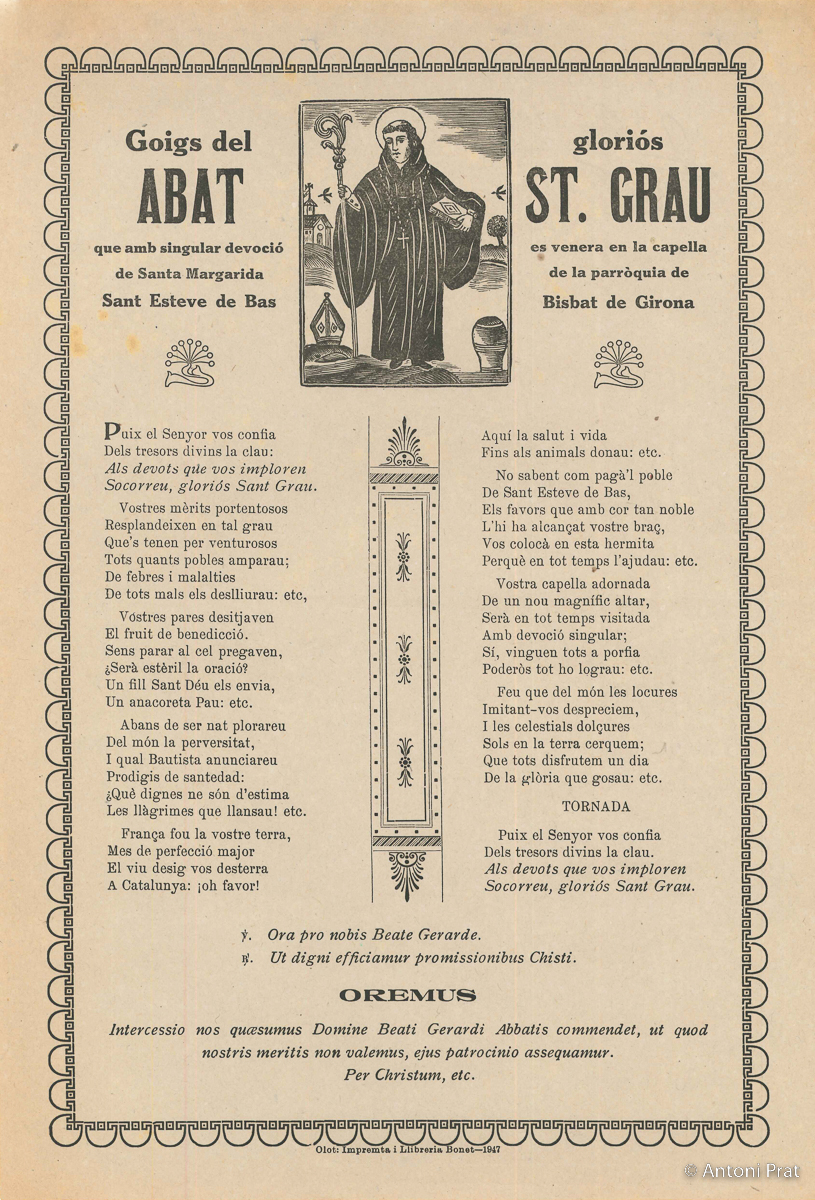 Goigs del gloriós
ABAT ST. GRAU
que amb singular devoció es venera en la capella
de Santa Margarida de la parròquia de
Sant Esteve de Bas Bisbat de Girona
Puix el Senyor vos confia
Dels tresors divins la clau:
Als devots que vos imploren
Socorreu, gloriós Sant Grau.
Vostres mèrits portentosos
Resplandeixen en tal grau
Que's tenen per venturosos
Tots quants pobles amparau;
De febres i malalties
De tots mals els deslliurau: etc,
Vostres pares desitjaven
El fruit de benedicció.
Sens parar al cel pregaven,
¿Serà estèril la oració?
Un fill Sant Déu els envia,
Un anacoreta Pau: etc.
Abans de ser nat plorareu
Del món la perversitat,
I qual Bautista anunciareu
Prodigis de santedad:
¿Què dignes ne són d'estima
Les llàgrimes que llansau! etc.
França fou la vostre terra,
Mes de perfecció major
El viu desig vos desterra
A Catalunya: ¡oh favor!
Aquí la salut i vida
Fins als animals donau: etc.
No sabent com pagà'l poble
De Sant Esteve de Bas,
Els favors que amb cor tan noble
L'hi ha alcançat vostre braç,
Vos colocà en esta hermita
Perquè en tot temps l'ajudau: etc.
Vostra capella adornada
De un nou magnífic altar,
Serà en tot temps visitada
Amb devoció singular;
Sí, vinguen tots a porfia
Poderòs tot ho lograu: etc.
Feu que del món les locures
Imitant-vos despreciem,
I les celestials dolçures
Sols en la terra cerquem;
Que tots disfrutem un dia
De la glòria que gosau: etc.
TORNADA
Puix el Senyor vos confia
Dels tresors divins la clau.
Als devots que vos imploren
Socorreu, gloriós Sant Grau.
℣. Ora pro nobis Beate Gerarde.
℟. Ut digni efficiamur promissionibus Chisti.
OREMUS
Intercessio nos quæsumus Domine Beati Gerardi Abbatis commendet, ut quod
nostris meritis non valemus, ejus patrocinio assequamur.
Per Christum, etc.
Olot: Impremta i Llibreria Bonet—1947
© Antoni Prat